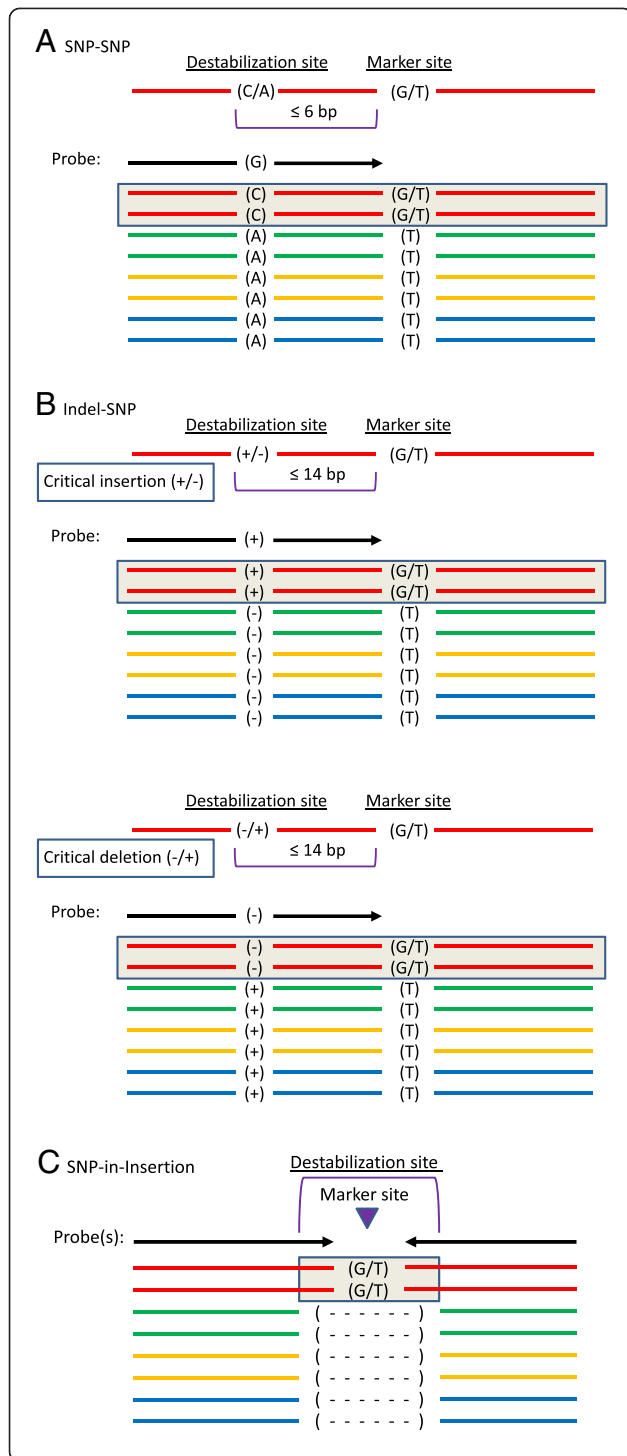 A SNP-SNP
Destabilization site Marker site
(C/A) (G/T)
≤ 6 bp
Probe: (G)
(C) (G/T)
(C) (G/T)
(A) (T)
(A) (T)
(A) (T)
(A) (T)
(A) (T)
(A) (T)
B Indel-SNP
Destabilization site Marker site
(+/-) (G/T)
Critical insertion (+/-) ≤ 14 bp
Probe: (+)
(+) (G/T)
(+) (G/T)
(-) (T)
(-) (T)
(-) (T)
(-) (T)
(-) (T)
(-) (T)
Destabilization site Marker site
(-/+) (G/T)
Critical deletion (-/+) ≤ 14 bp
Probe: (-)
(-) (G/T)
(-) (G/T)
(+) (T)
(+) (T)
(+) (T)
(+) (T)
(+) (T)
(+) (T)
C SNP-in-Insertion
Destabilization site
Marker site
Probe(s):
(G/T)
(G/T)
( - - - - - - )
( - - - - - - )
( - - - - - - )
( - - - - - - )
( - - - - - - )
( - - - - - - )